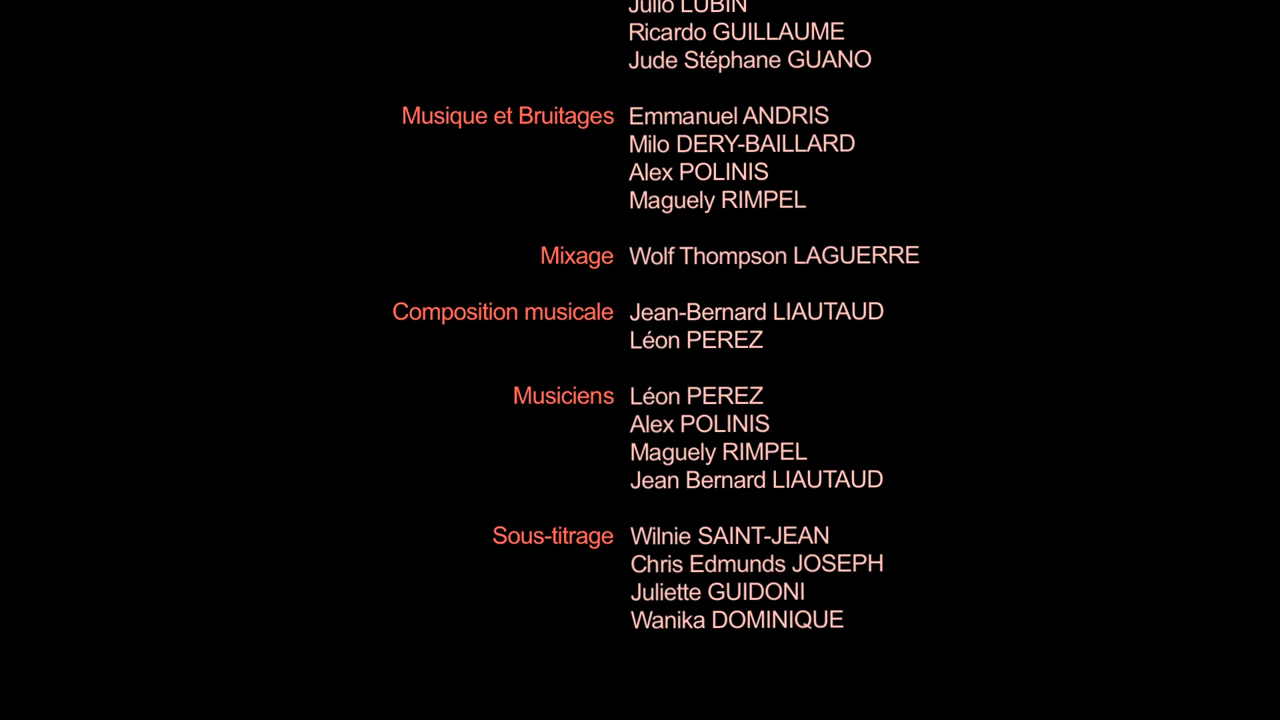 Julio LUBIN
Ricardo GUILLAUME
Jude Stéphane GUANO
Musique et Bruitages Emmanuel ANDRIS
Milo DERY-BAILLARD
Alex POLINIS
Maguely RIMPEL
Mixage Wolf Thompson LAGUERRE
Composition musicale Jean-Bernard LIAUTAUD
Léon PEREZ
Musiciens Léon PEREZ
Alex POLINIS
Maguely RIMPEL
Jean Bernard LIAUTAUD
Sous-titrage Wilnie SAINT-JEAN
Chris Edmunds JOSEPH
Juliette GUIDONI
Wanika DOMINIQUE